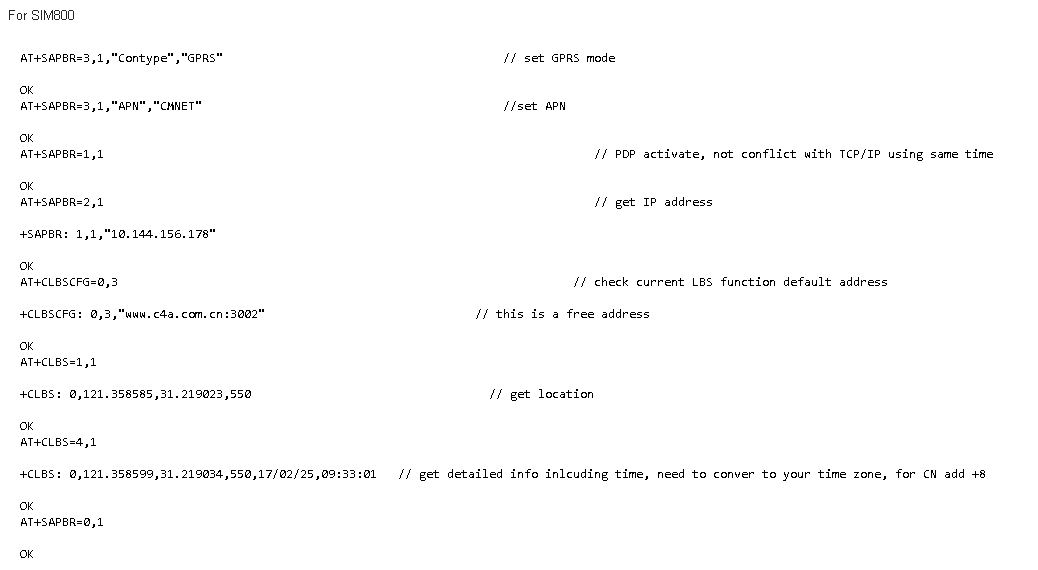 For SIM800
AT+SAPBR=3,1,"Contype","GPRS" // set GPRS mode
OK
AT+SAPBR=3,1,"APN","CMNET" //set APN
OK
AT+SAPBR=1,1 // PDP activate, not conflict with TCP/IP using same time
OK
AT+SAPBR=2,1 // get IP address
+SAPBR: 1,1,"10.144.156.178"
OK
AT+CLBSCFG=0,3 // check current LBS function default address
+CLBSCFG: 0,3,"www.c4a.com.cn:3002" // this is a free address
OK
AT+CLBS=1,1
+CLBS: 0,121.358585,31.219023,550 // get location
OK
AT+CLBS=4,1
+CLBS: 0,121.358599,31.219034,550,17/02/25,09:33:01 // get detailed info inlcuding time, need to conver to your time zone, for CN add +8
OK
AT+SAPBR=0,1
OK